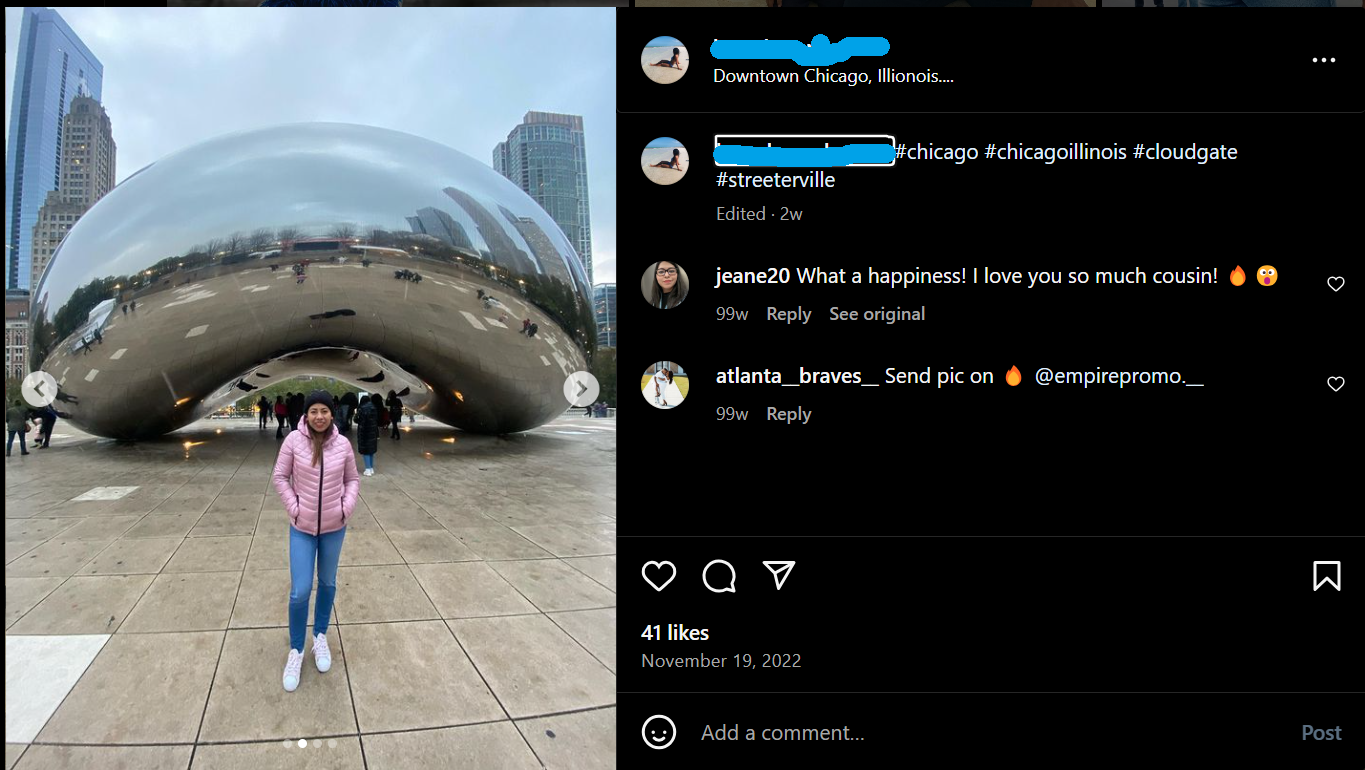 Downtown Chicago, Illionois....
#chicago #chicagoillinois #cloudgate
#streeterville
Edited · 2w
jeane20 What a happiness! I love you so much cousin! 🔥 😲
99w Reply See original
atlanta__braves__ Send pic on 🔥 @empirepromo.__
99w Reply
41 likes
November 19, 2022
Add a comment...
Post